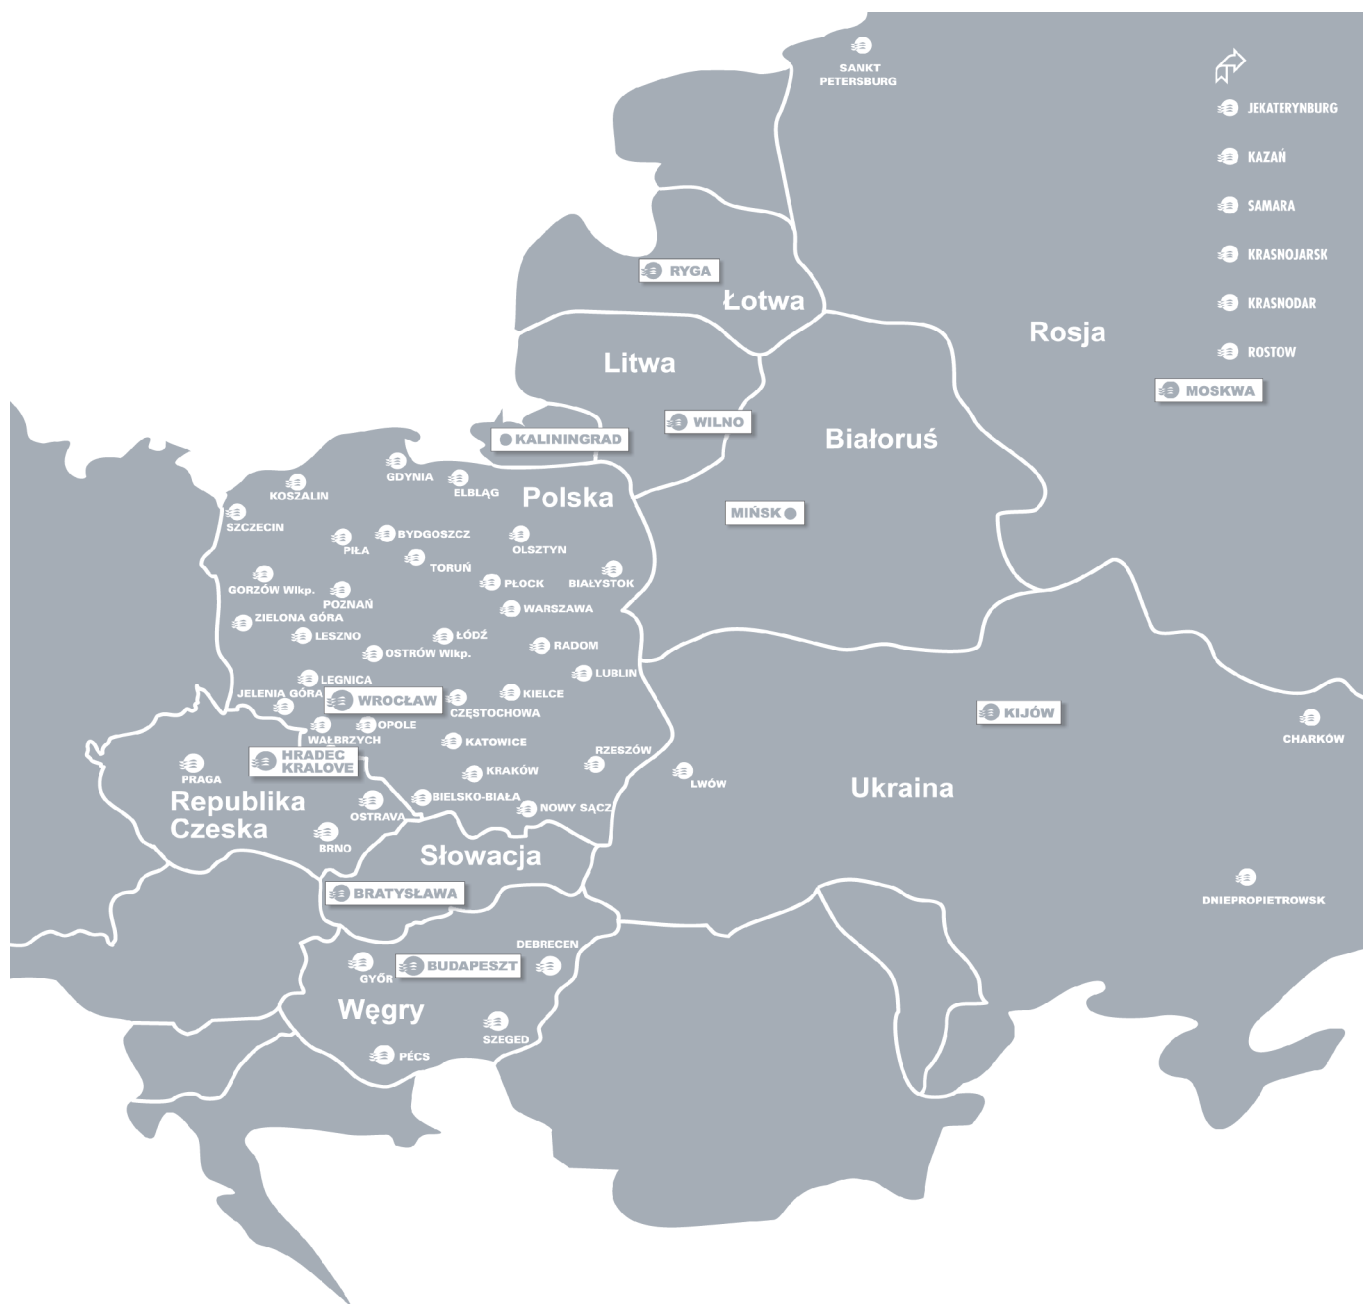 SANKT
PETERSBURG
JEKATERYNBURG
KAZAŃ
SAMARA
KRASNOJARSK
KRASNODAR
ROSTOW
MOSKWA
RYGA
Łotwa
Rosja
Litwa
WILNO
Białoruś
KALININGRAD
GDYNIA
ELBLĄG
KOSZALIN
Polska
SZCZECIN
MIŃSK
PIŁA
BYDGOSZCZ
OLSZTYN
TORUŃ
PŁOCK
BIAŁYSTOK
GORZÓW Wlkp.
POZNAŃ
WARSZAWA
ZIELONA GÓRA
LESZNO
ŁÓDŹ
OSTRÓW Wlkp.
RADOM
LUBLIN
LEGNICA
JELENIA GÓRA
WROCŁAW
KIELCE
CZĘSTOCHOWA
KIJÓW
WAŁBRZYCH
OPOLE
KATOWICE
RZESZÓW
CHARKÓW
HRADEC
KRALOVE
PRAGA
KRAKÓW
LWÓW
Ukraina
Republika
Czeska
OSTRAVA
BIELSKO-BIAŁA
NOWY SĄCZ
BRNO
Słowacja
BRATYSŁAWA
DNIEPROPIETROWSK
DEBRECEN
GYŐR
BUDAPESZT
Węgry
SZEGED
PÉCS